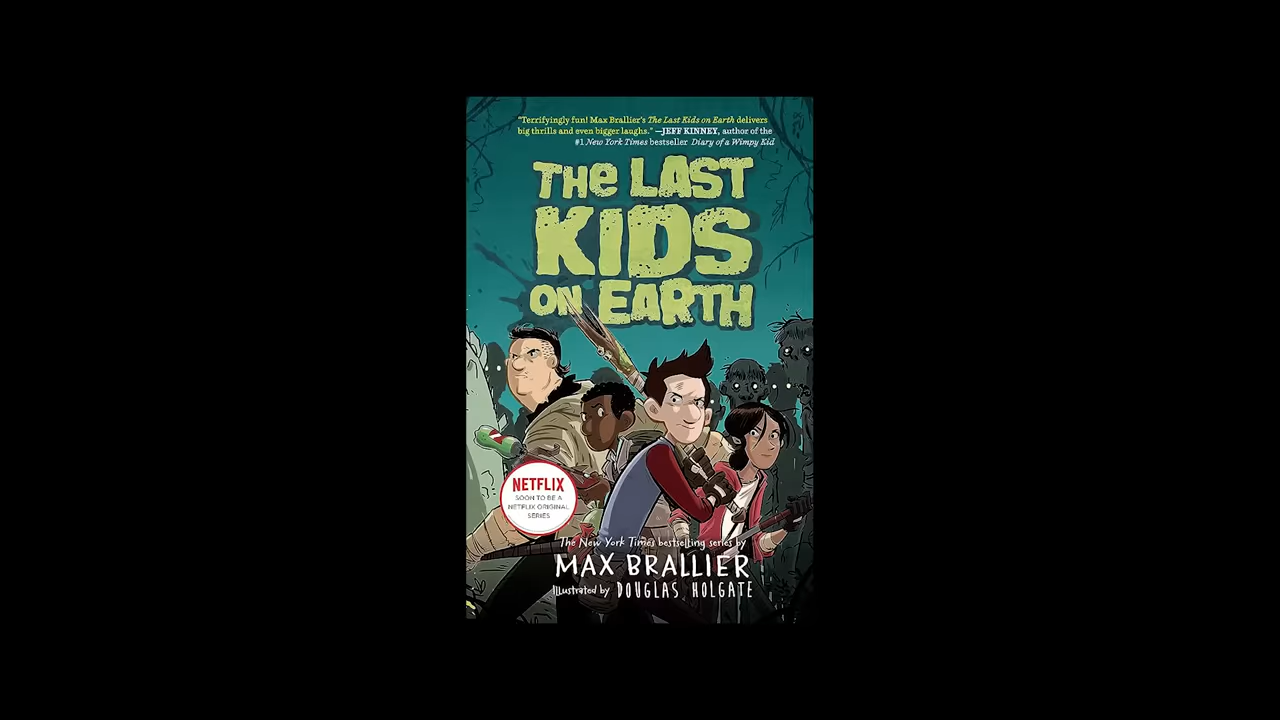 "Terrifyingly fun! Max Brallier's The Last Kids on Earth delivers
big thrills and even bigger laughs." —JEFF KINNEY, author of the
#1 New York Times bestseller Diary of a Wimpy Kid
THE LAST
KIDS
ON EARTH
NETFLIX
SOON TO BE A
NETFLIX ORIGINAL
SERIES
The New York Times bestselling series by
MAX BRALLIER
Illustrated by DOUGLAS HOLGATE